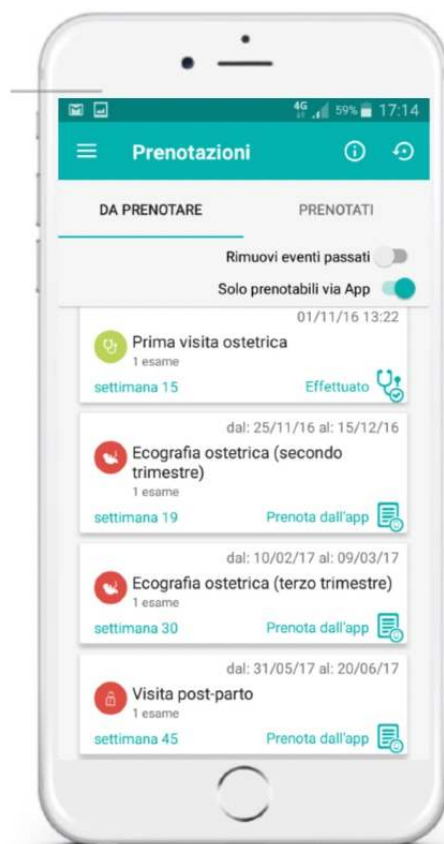 4G 59% 17:14
Prenotazioni
DA PRENOTARE PRENOTATI
Rimuovi eventi passati
Solo prenotabili via App
01/11/16 13:22
Prima visita ostetrica
1 esame
settimana 15 Effettuato
dal: 25/11/16 al: 15/12/16
Ecografia ostetrica (secondo
trimestre)
1 esame
settimana 19 Prenota dall'app
dal: 10/02/17 al: 09/03/17
Ecografia ostetrica (terzo trimestre)
1 esame
settimana 30 Prenota dall'app
dal: 31/05/17 al: 20/06/17
Visita post-parto
1 esame
settimana 45 Prenota dall'app